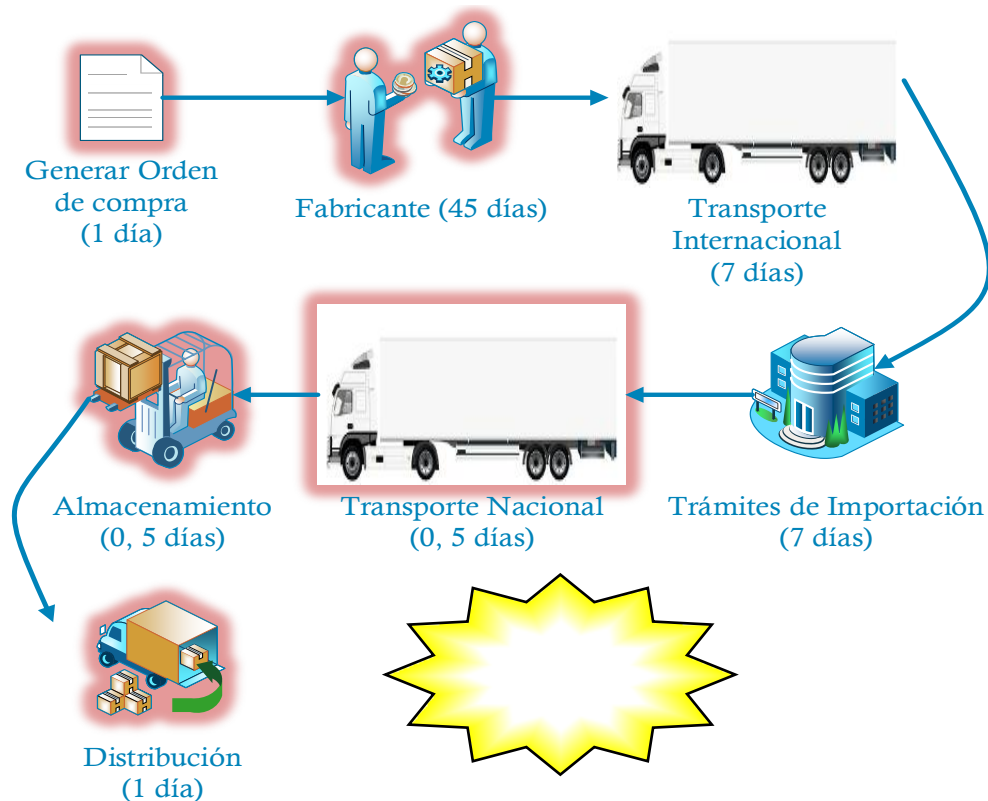 Generar Orden
de compra
(1 día)
Fabricante (45 días)
Transporte
Internacional
(7 días)
Almacenamiento
(0, 5 días)
Transporte Nacional
(0, 5 días)
Trámites de Importación
(7 días)
Distribución
(1 día)